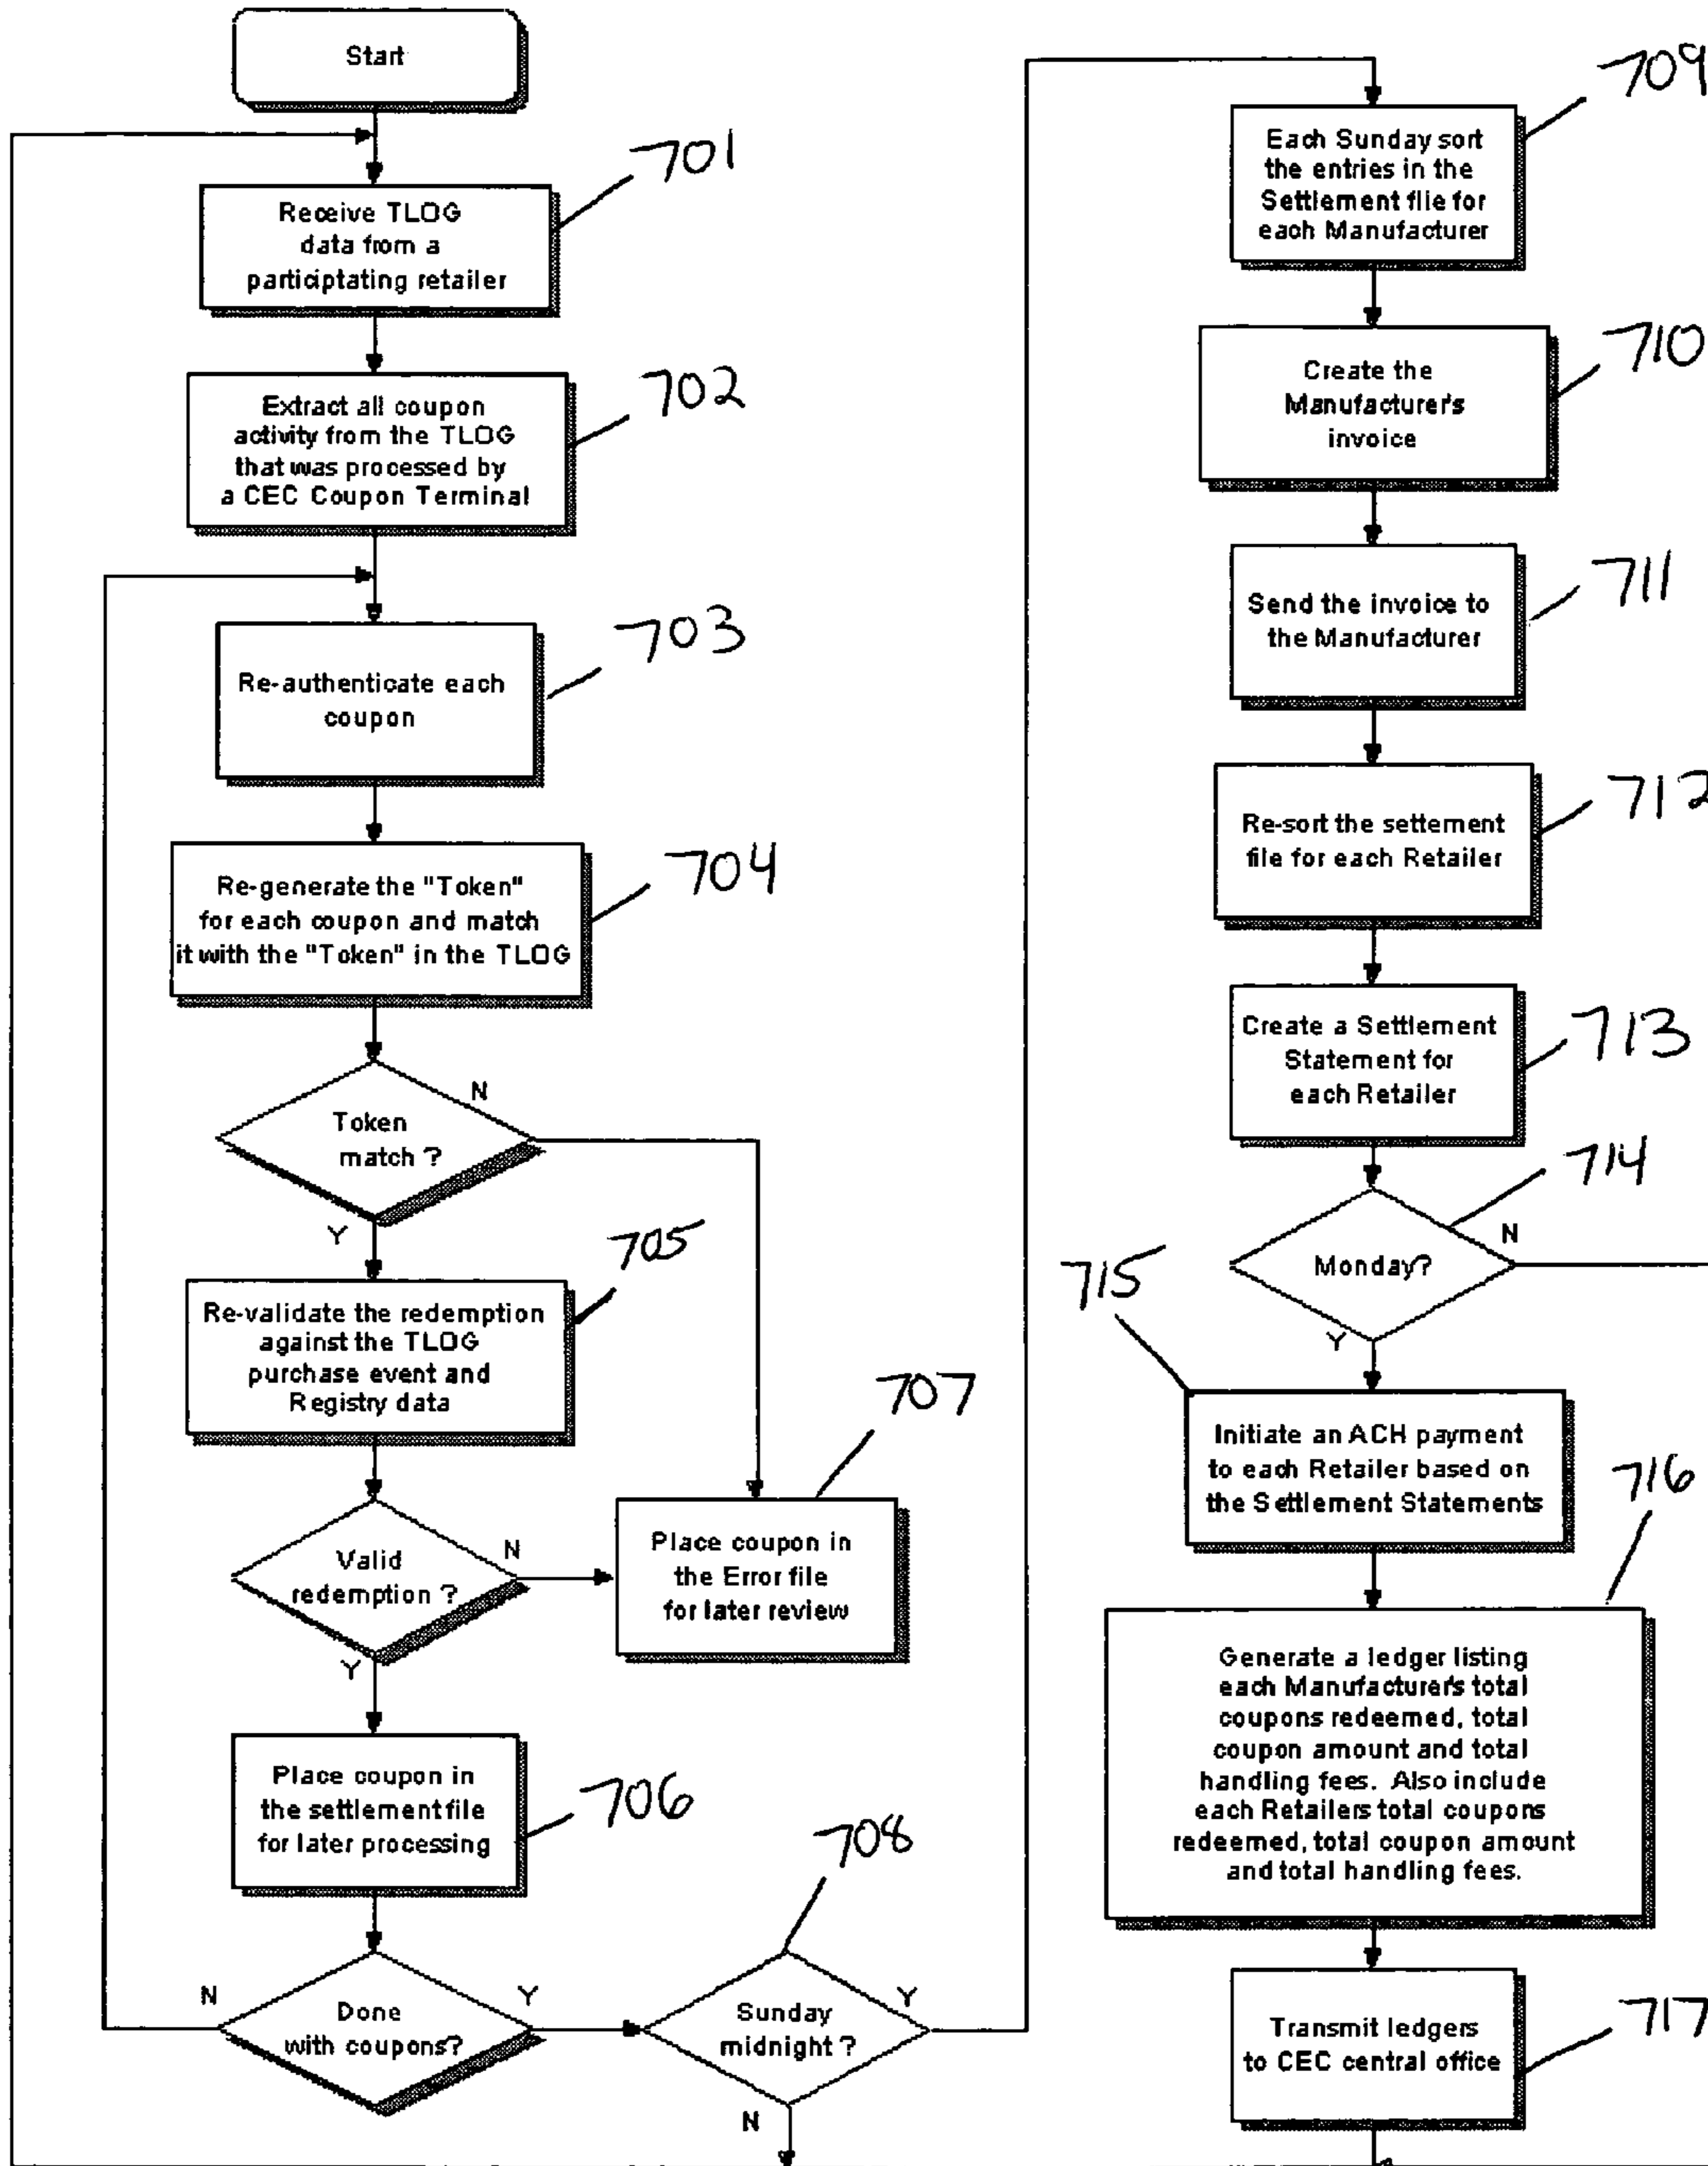 Start
701
Receive TLOG
data from a
participtating retailer
702
Extract all coupon
activity from the TLOG
that was processed by
a CEC Coupon Terminal
703
Re-authenticate each
coupon
704
Re-generate the "Token"
for each coupon and match
it with the "Token" in the TLOG
Token
match ?
N
Y
705
Re-validate the redemption
against the TLOG
purchase event and
Registry data
Valid
redemption ?
N
Y
707
Place coupon in
the Error file
for later review
706
Place coupon in
the settlement file
for later processing
Done
with coupons?
N
Y
708
Sunday
midnight ?
Y
N
709
Each Sunday sort
the entries in the
Settlement file for
each Manufacturer
710
Create the
Manufacturer's
invoice
711
Send the invoice to
the Manufacturer
712
Re-sort the settement
file for each Retailer
713
Create a Settlement
Statement for
each Retailer
714
Monday?
N
Y
715
Initiate an ACH payment
to each Retailer based on
the Settlement Statements
716
Generate a ledger listing
each Manufacturer's total
coupons redeemed, total
coupon amount and total
handling fees. Also include
each Retailers total coupons
redeemed, total coupon amount
and total handling fees.
717
Transmit ledgers
to CEC central office